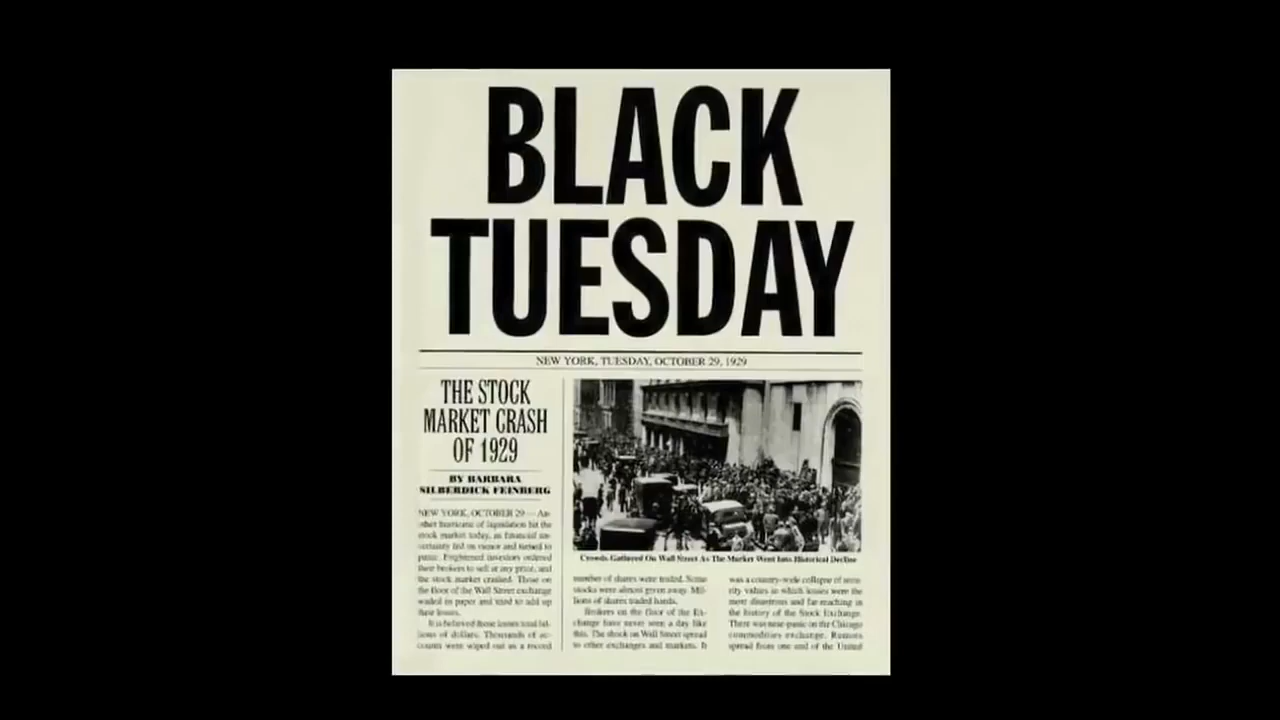 BLACK
TUESDAY
NEW YORK, TUESDAY, OCTOBER 29, 1929
THE STOCK
MARKET CRASH
OF 1929
BY BARBARA
SILBERDICK FEINBERG
NEW YORK, OCTOBER 29 — An-
other hurricane of liquidation hit the
stock market today, as financial un-
certainty fed on rumor and turned to
panic. Frightened investors ordered
their brokers to sell at any price, and
the stock market crashed. Those on
the floor of the Wall Street exchange
waded in paper and tried to add up
their losses.
It is believed those losses total bil-
lions of dollars. Thousands of ac-
counts were wiped out as a record
Crowds Gathered On Wall Street As The Market Went Into Historical Decline
number of shares were traded. Some
stocks were almost given away. Mil-
lions of shares traded hands.
Brokers on the floor of the Ex-
change have never seen a day like
this. The shock on Wall Street spread
to other exchanges and markets. It
was a country-wide collapse of secu-
rity values in which losses were the
most disastrous and far-reaching in
the history of the Stock Exchange.
There was near-panic on the Chicago
commodities exchange. Rumors
spread from one end of the United